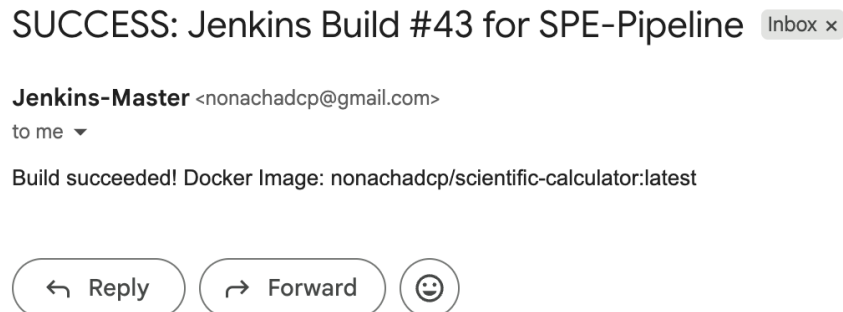 SUCCESS: Jenkins Build #43 for SPE-Pipeline Inbox ×
Jenkins-Master <nonachadcp@gmail.com>
to me
Build succeeded! Docker Image: nonachadcp/scientific-calculator:latest
Reply Forward